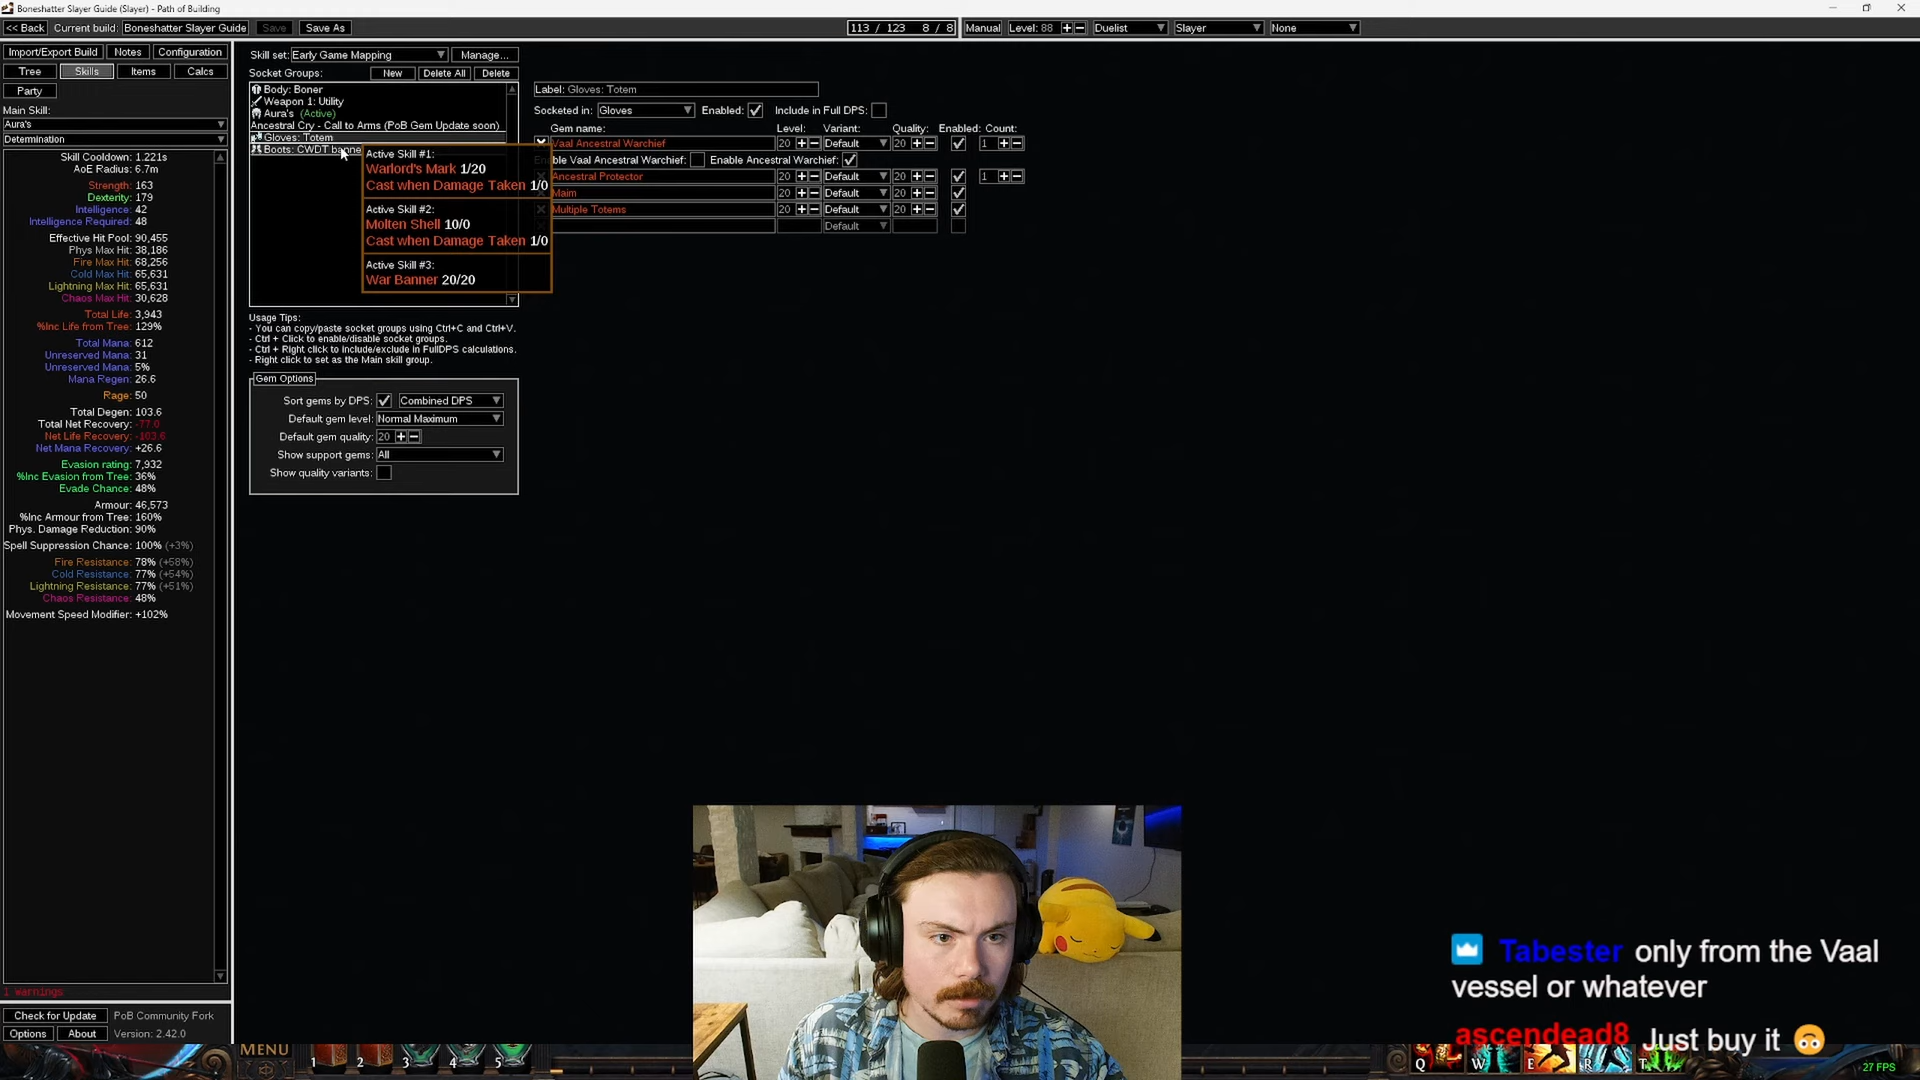 Boneshatter Slayer Guide (Slayer) - Path of Building
<< Back Current build: Boneshatter Slayer Guide Save Save As 113 / 123 8 / 8 Manual Level: 88 Duelist Slayer None
Import/Export Build Notes Configuration
Tree Skills Items Calcs
Party
Main Skill:
Aura's
Determination
Skill Cooldown: 1.221s
AoE Radius: 6.7m
Strength: 163
Dexterity: 179
Intelligence: 42
Intelligence Required: 48
Effective Hit Pool: 90,455
Phys Max Hit: 38,186
Fire Max Hit: 68,256
Cold Max Hit: 65,631
Lightning Max Hit: 65,631
Chaos Max Hit: 30,628
Total Life: 3,943
%Inc Life from Tree: 129%
Total Mana: 612
Unreserved Mana: 31
Unreserved Mana: 5%
Mana Regen: 26.6
Rage: 50
Total Degen: 103.6
Total Net Recovery: -77.0
Net Life Recovery: -103.6
Net Mana Recovery: +26.6
Evasion rating: 7,932
%Inc Evasion from Tree: 36%
Evade Chance: 48%
Armour: 46,573
%Inc Armour from Tree: 160%
Phys. Damage Reduction: 90%
Spell Suppression Chance: 100% (+3%)
Fire Resistance: 78% (+58%)
Cold Resistance: 77% (+54%)
Lightning Resistance: 77% (+51%)
Chaos Resistance: 48%
Movement Speed Modifier: +102%
1 Warnings
Check for Update PoB Community Fork
Options About Version: 2.42.0
Skill set: Early Game Mapping Manage...
Socket Groups: New Delete All Delete
Body: Boner
Weapon 1: Utility
Aura's (Active)
Ancestral Cry - Call to Arms (PoB Gem Update soon)
Gloves: Totem
Boots: CWDT banne
Active Skill #1:
Warlord's Mark 1/20
Cast when Damage Taken 1/0
Active Skill #2:
Molten Shell 10/0
Cast when Damage Taken 1/0
Active Skill #3:
War Banner 20/20
Usage Tips:
- You can copy/paste socket groups using Ctrl+C and Ctrl+V.
- Ctrl + Click to enable/disable socket groups.
- Ctrl + Right click to include/exclude in FullDPS calculations.
- Right click to set as the Main skill group.
Gem Options
Sort gems by DPS: Combined DPS
Default gem level: Normal Maximum
Default gem quality: 20
Show support gems: All
Show quality variants:
Label: Gloves: Totem
Socketed in: Gloves Enabled: Include in Full DPS:
Gem name: Level: Variant: Quality: Enabled: Count:
Vaal Ancestral Warchief 20 Default 20 1
ble Vaal Ancestral Warchief: Enable Ancestral Warchief:
Ancestral Protector 20 Default 20 1
Maim 20 Default 20
Multiple Totems 20 Default 20
Default
Tabester only from the Vaal
vessel or whatever
ascendead8 Just buy it
MENU 1 2 3 4 5 Q W E R T
27 FPS